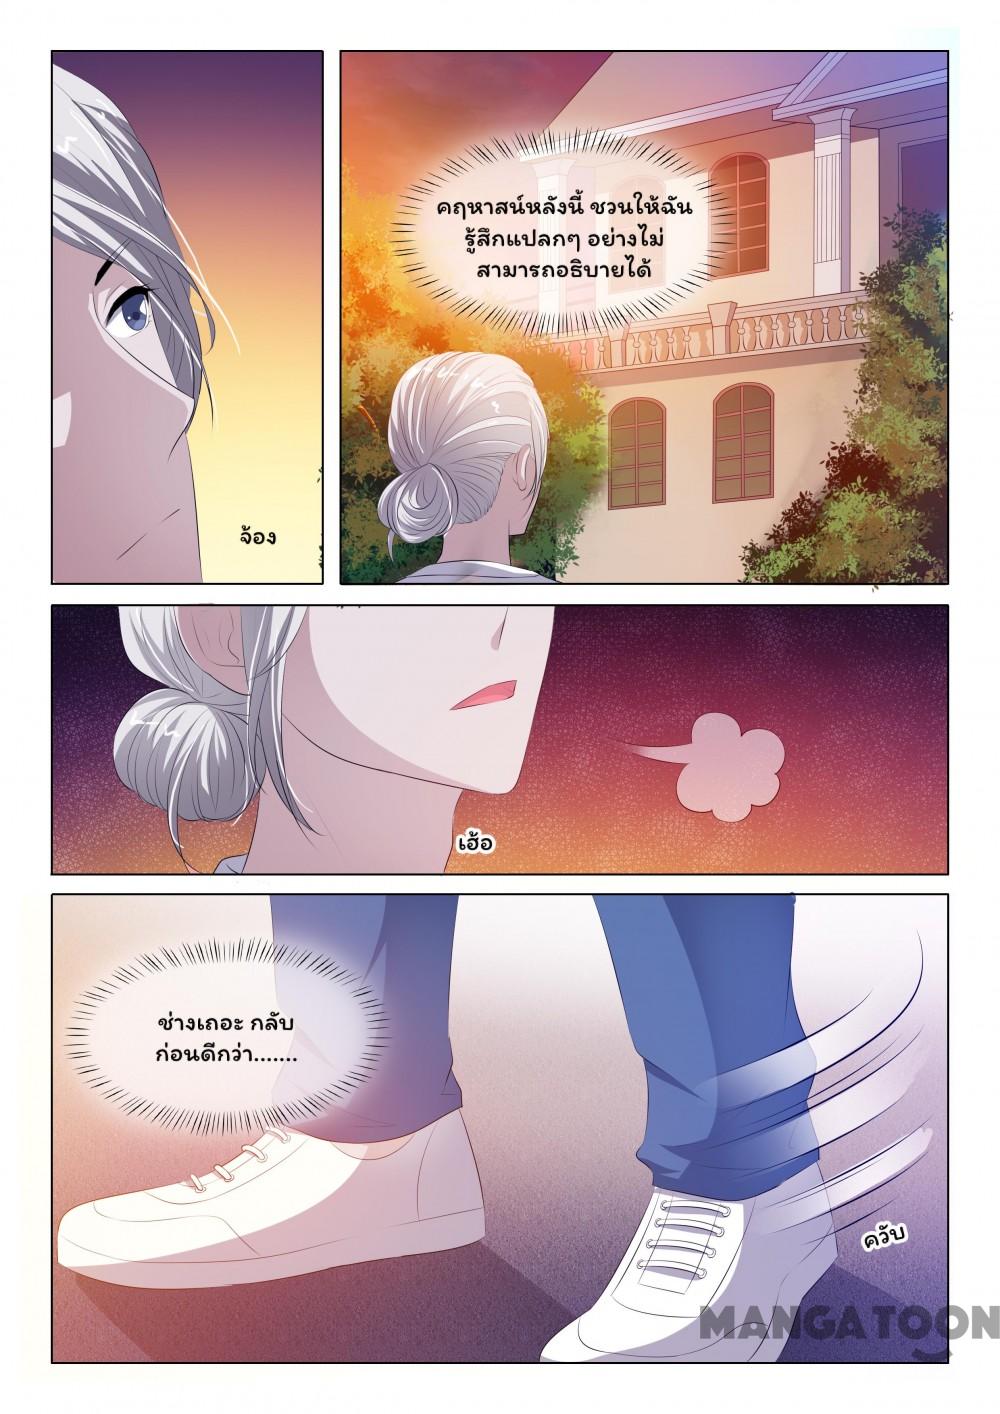 จ้อง
คฤหาสน์หลังนี้ ชวนให้ฉัน
รู้สึกแปลกๆ อย่างไม่
สามารถอธิบายได้
เฮ้อ
ช่างเถอะ กลับ
ก่อนดีกว่า.......
ควับ
MANGATOON